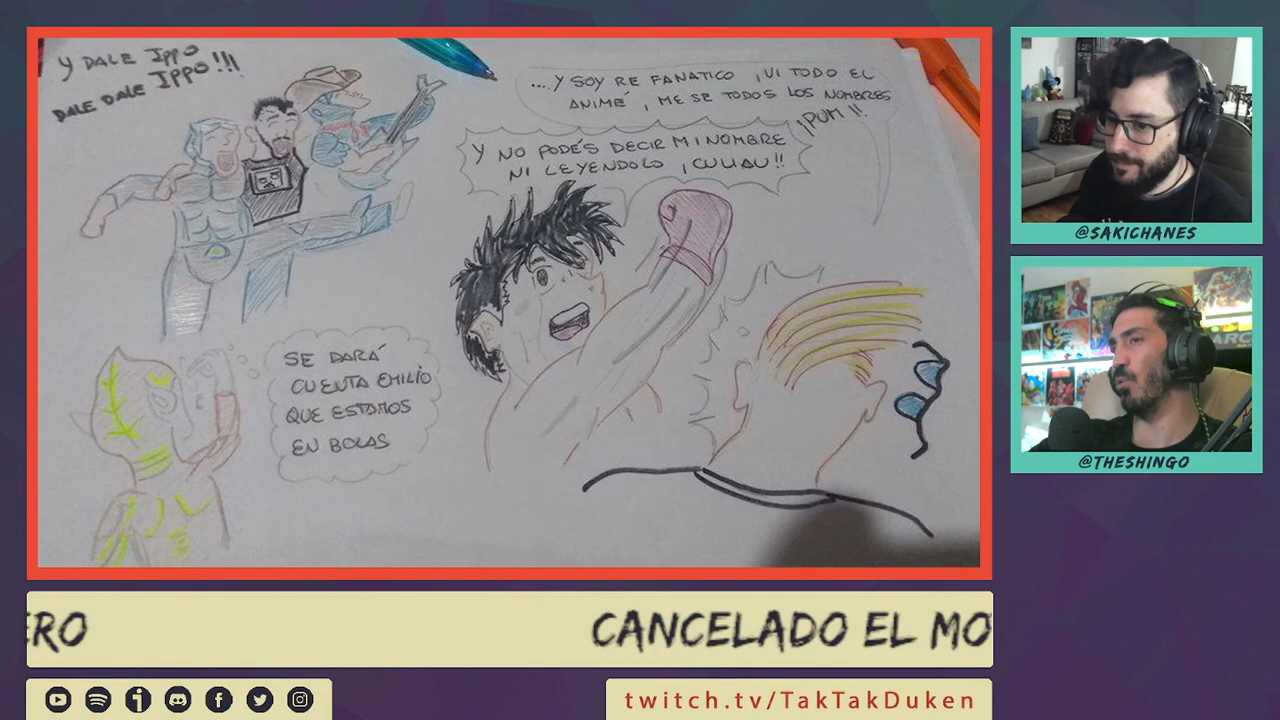 Y DALE IPPO
DALE DALE IPPO!!!
....Y SOY RE FANATICO ¡VI TODO EL
ANIMÉ, ME SE TODOS LOS NOMBRES
¡PUM!!
Y NO PODÉS DECIR MI NOMBRE
NI LEYENDOLO ¡CULIAU!!
SE DARÁ
CUENTA EMILIO
QUE ESTAMOS
EN BOLAS
@SAKICHANES
@THESHINGO
ERO
CANCELADO EL MO
twitch.tv/TakTakDuken